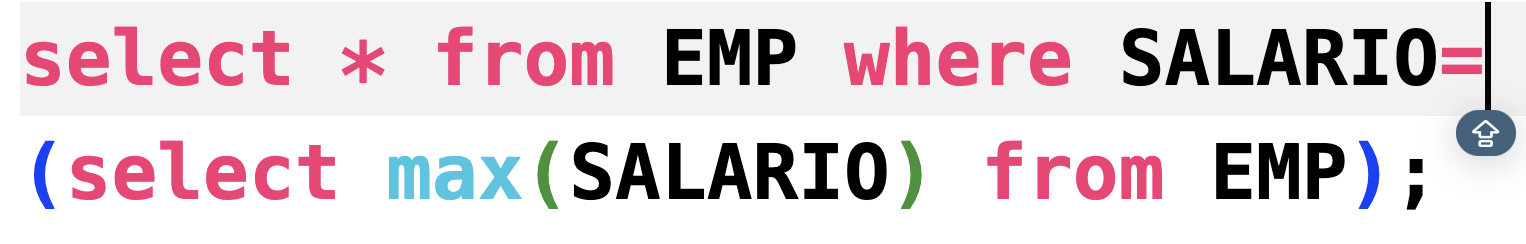 select * from EMP where SALARIO=
(select max(SALARIO) from EMP);